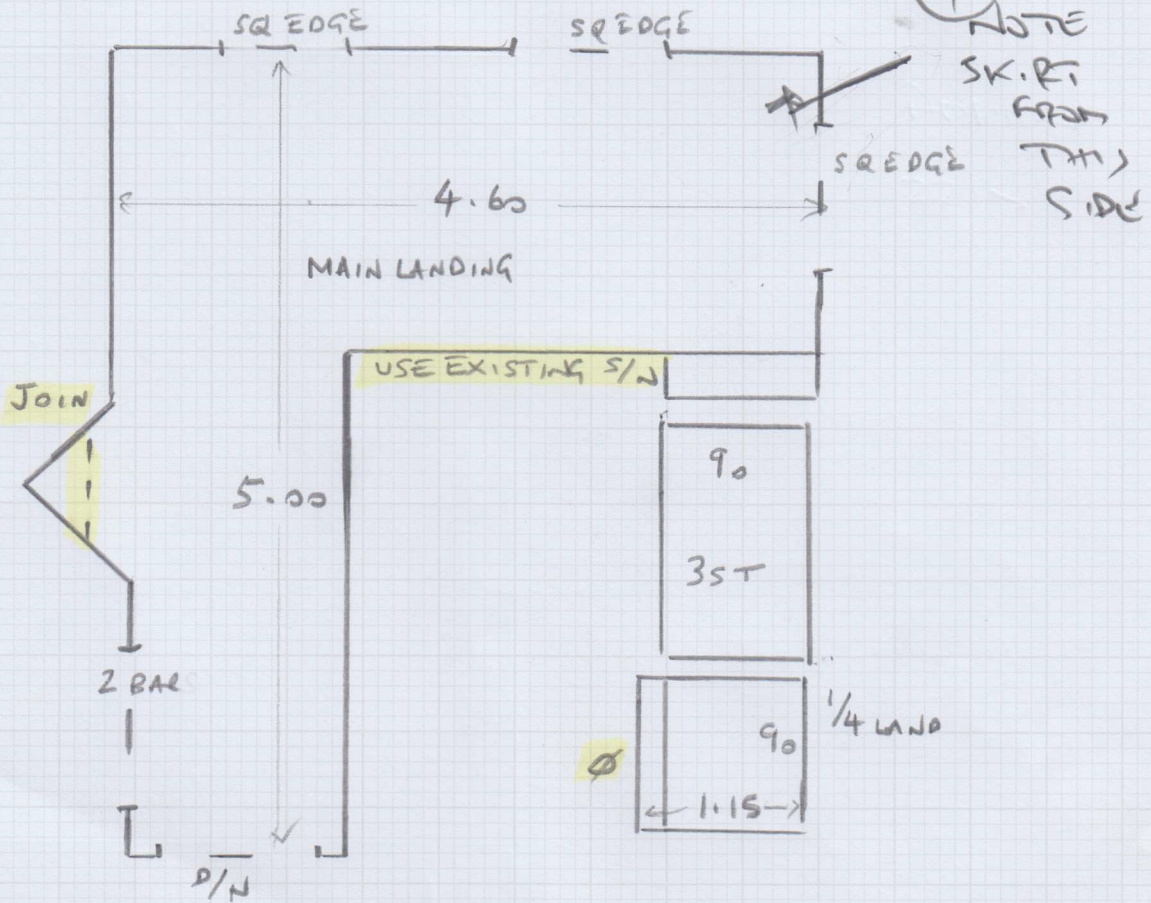 SQ EDGE
SQ EDGE
1
NOTE
SK.RT
FROM
THIS
SIDE
SQ EDGE
4.60
MAIN LANDING
USE EXISTING S/N
JOIN
90
5.00
3ST
2 BAR
1/4 LAND
90
Ø
1.15
D/N